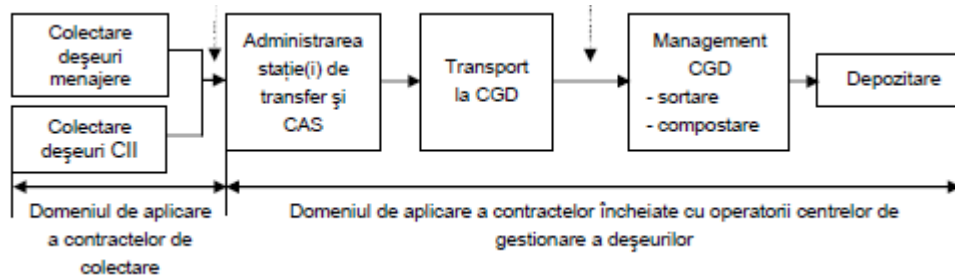 Colectare
deşeuri
menajere
Colectare
deşeuri CII
Administrarea
staţie(i) de
transfer şi
CAS
Transport
la CGD
Management
CGD
- sortare
- compostare
Depozitare
Domeniul de aplicare
a contractelor de
colectare
Domeniul de aplicare a contractelor încheiate cu operatorii centrelor de
gestionare a deşeurilor